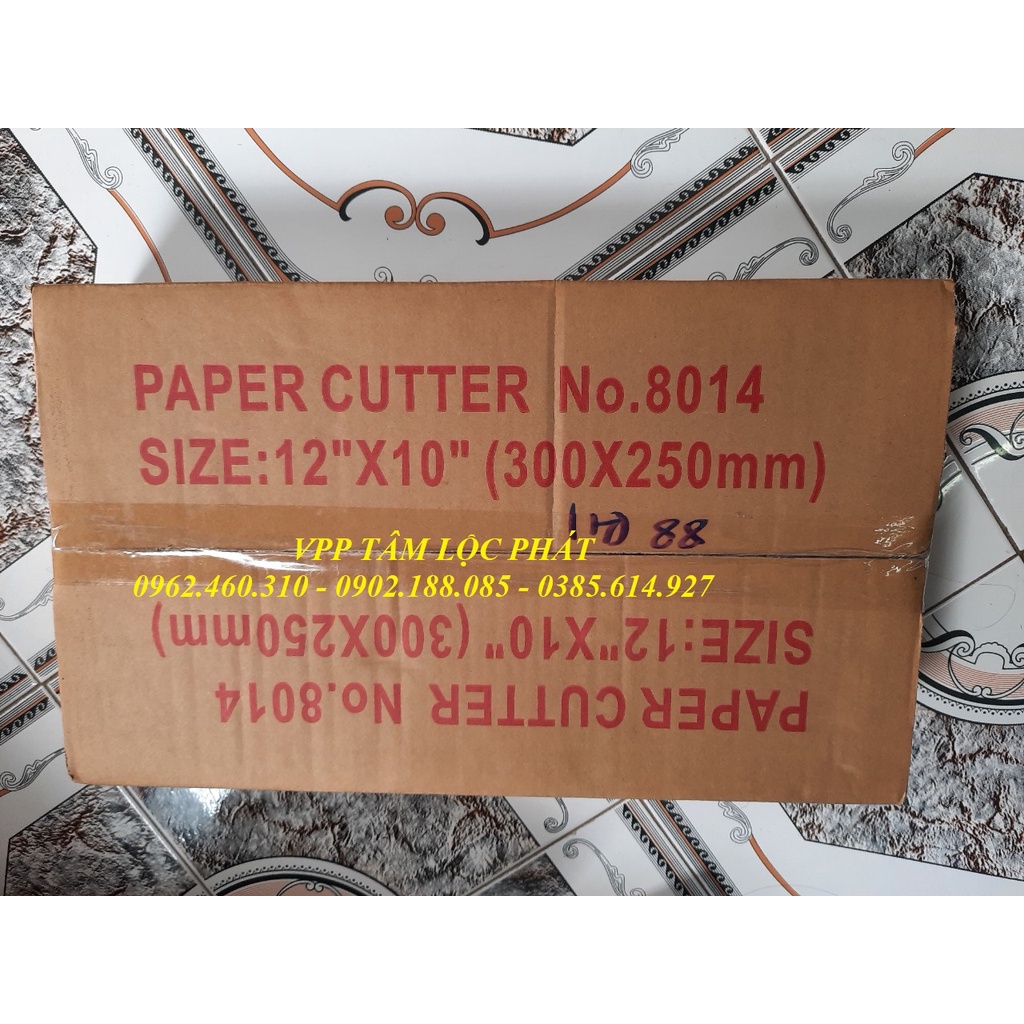 PAPER CUTTER No.8014
SIZE:12"X10" (300X250mm)
88
VPP TÂM LỘC PHÁT
0962.460.310 - 0902.188.085 - 0385.614.927
SIZE:12"X10" (300X250mm)
PAPER CUTTER No.8014